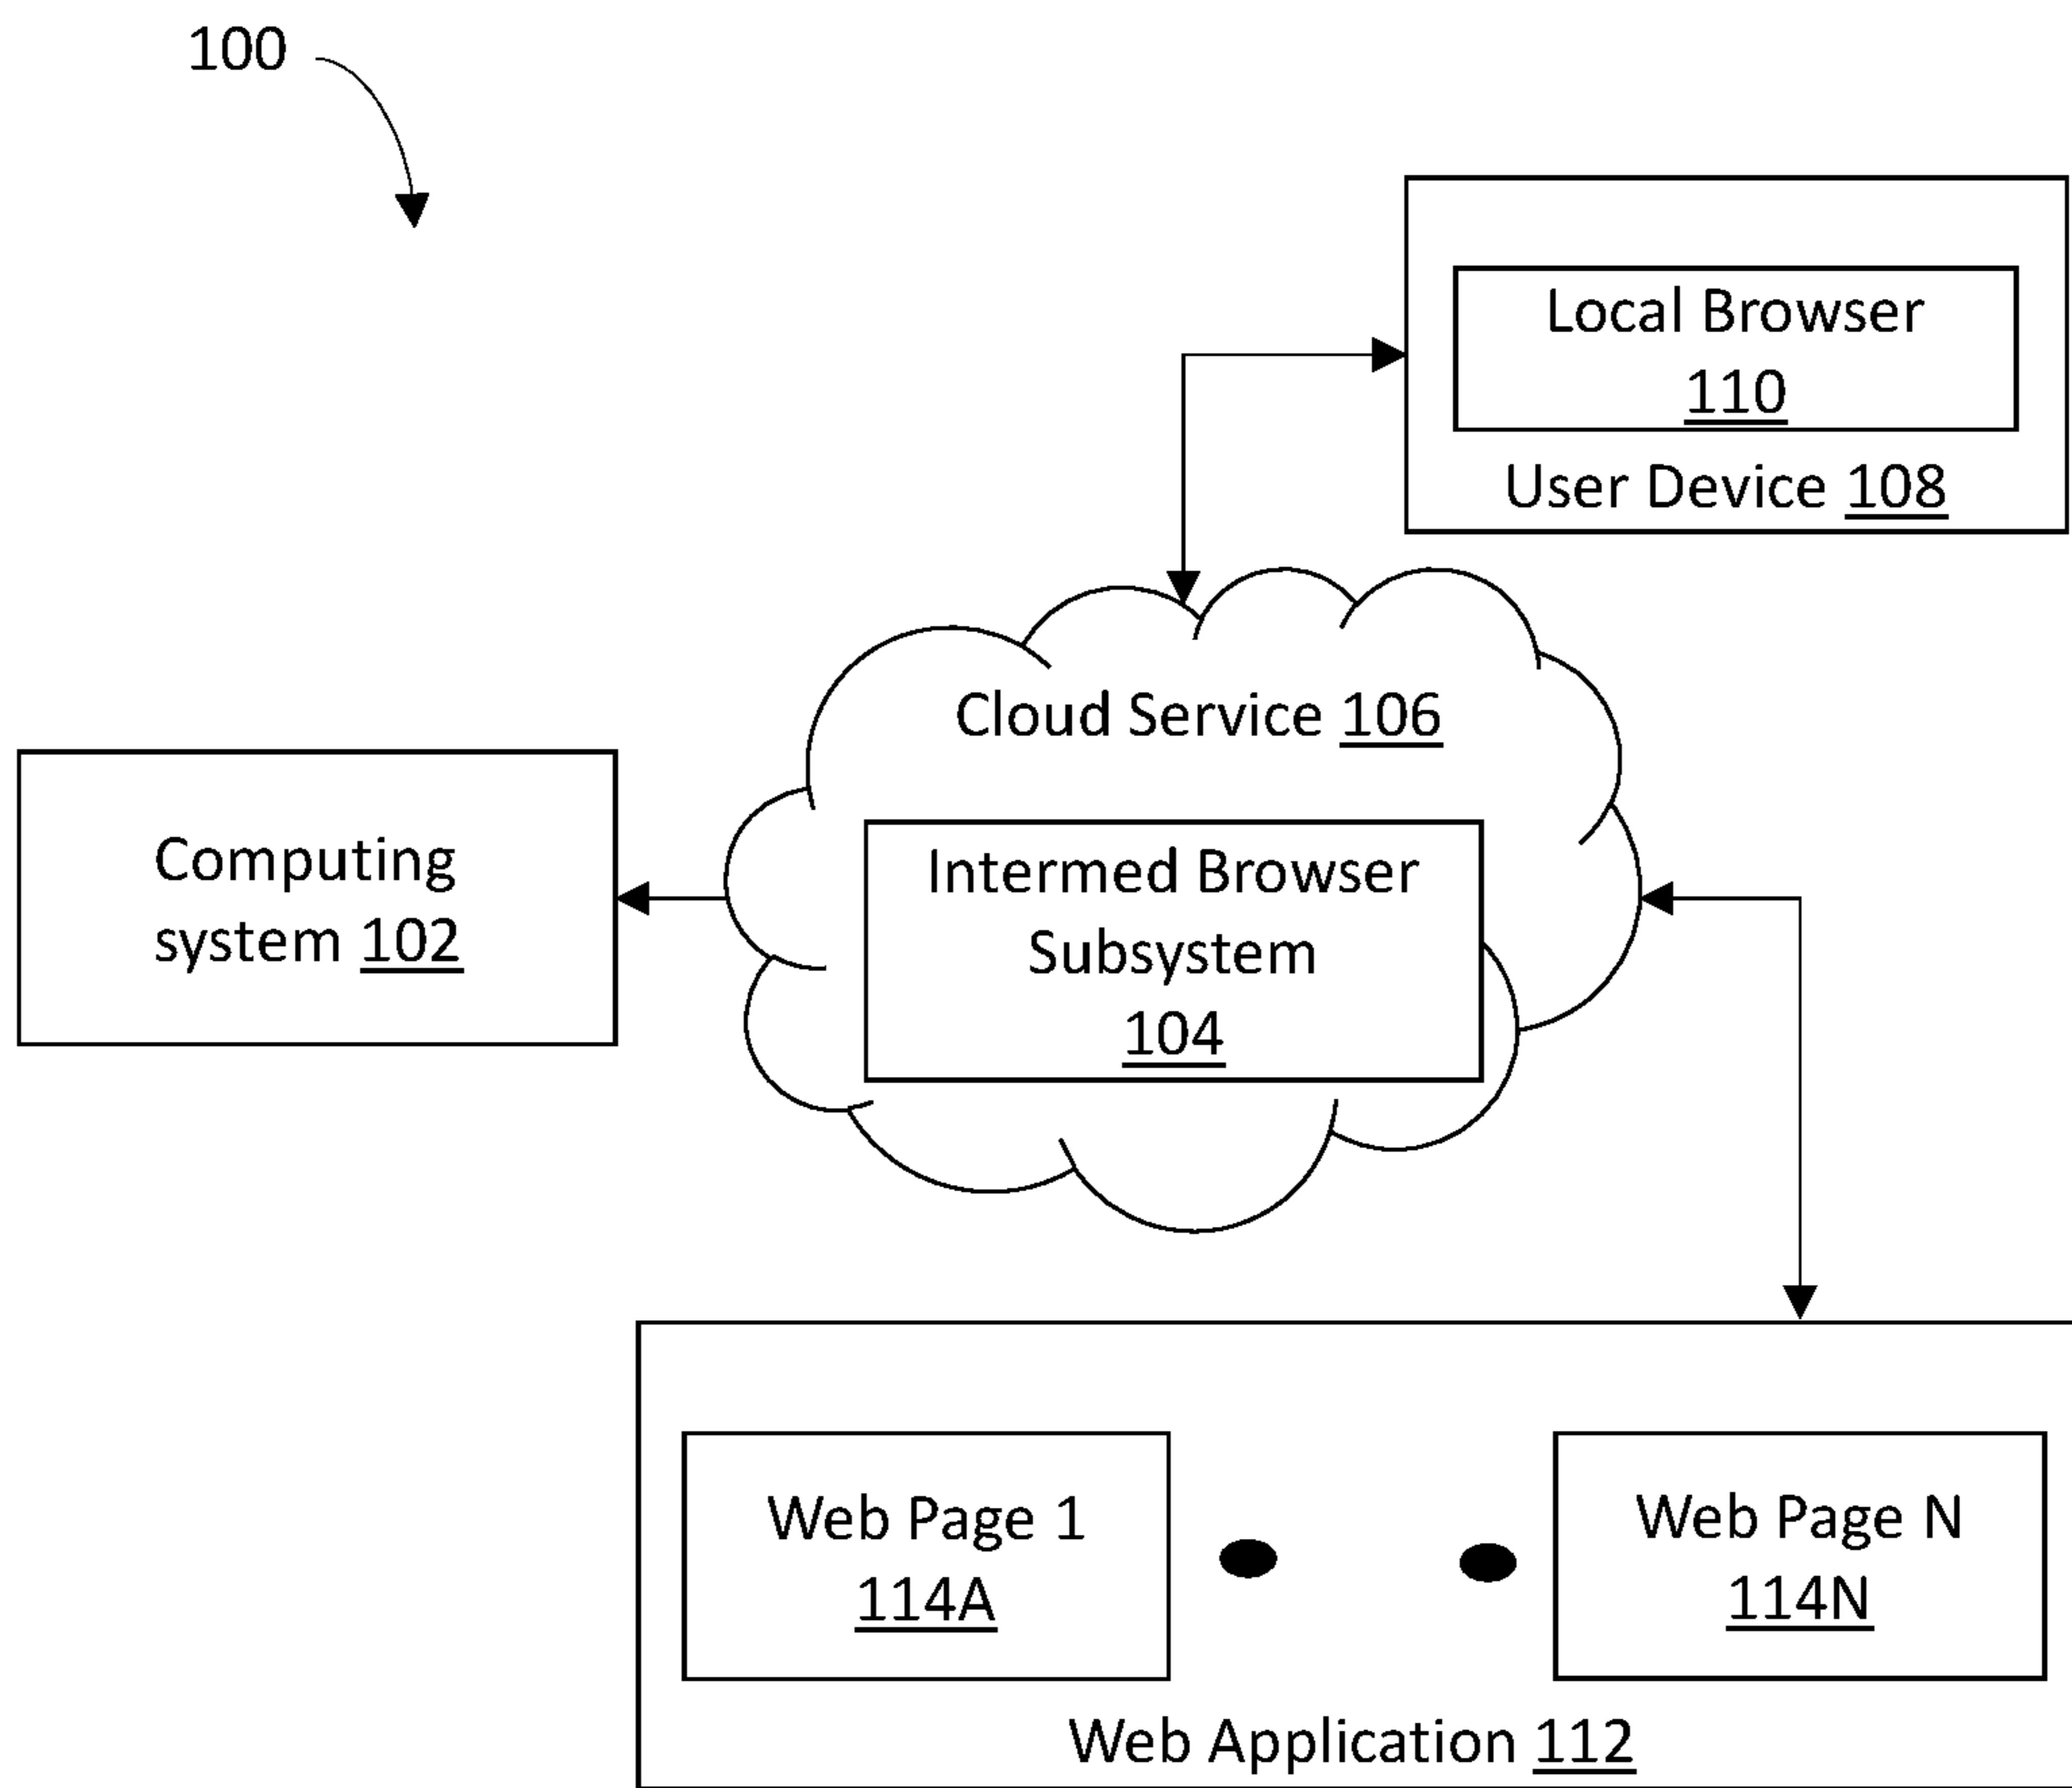 100
Local Browser
110
User Device 108
Cloud Service 106
Computing
system 102
Intermed Browser
Subsystem
104
Web Page 1
114A
Web Page N
114N
Web Application 112